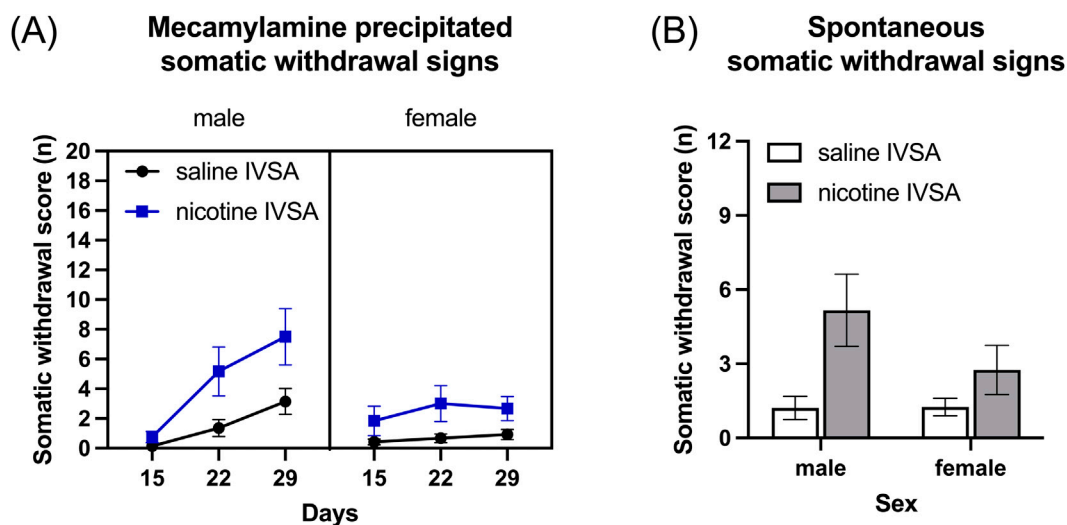 (A)
Mecamylamine precipitated
somatic withdrawal signs
male
female
Somatic withdrawal score (n)
20
18
16
14
12
10
8
6
4
2
0
saline IVSA
nicotine IVSA
15 22 29 15 22 29
Days
(B)
Spontaneous
somatic withdrawal signs
Somatic withdrawal score (n)
12
9
6
3
0
saline IVSA
nicotine IVSA
male female
Sex